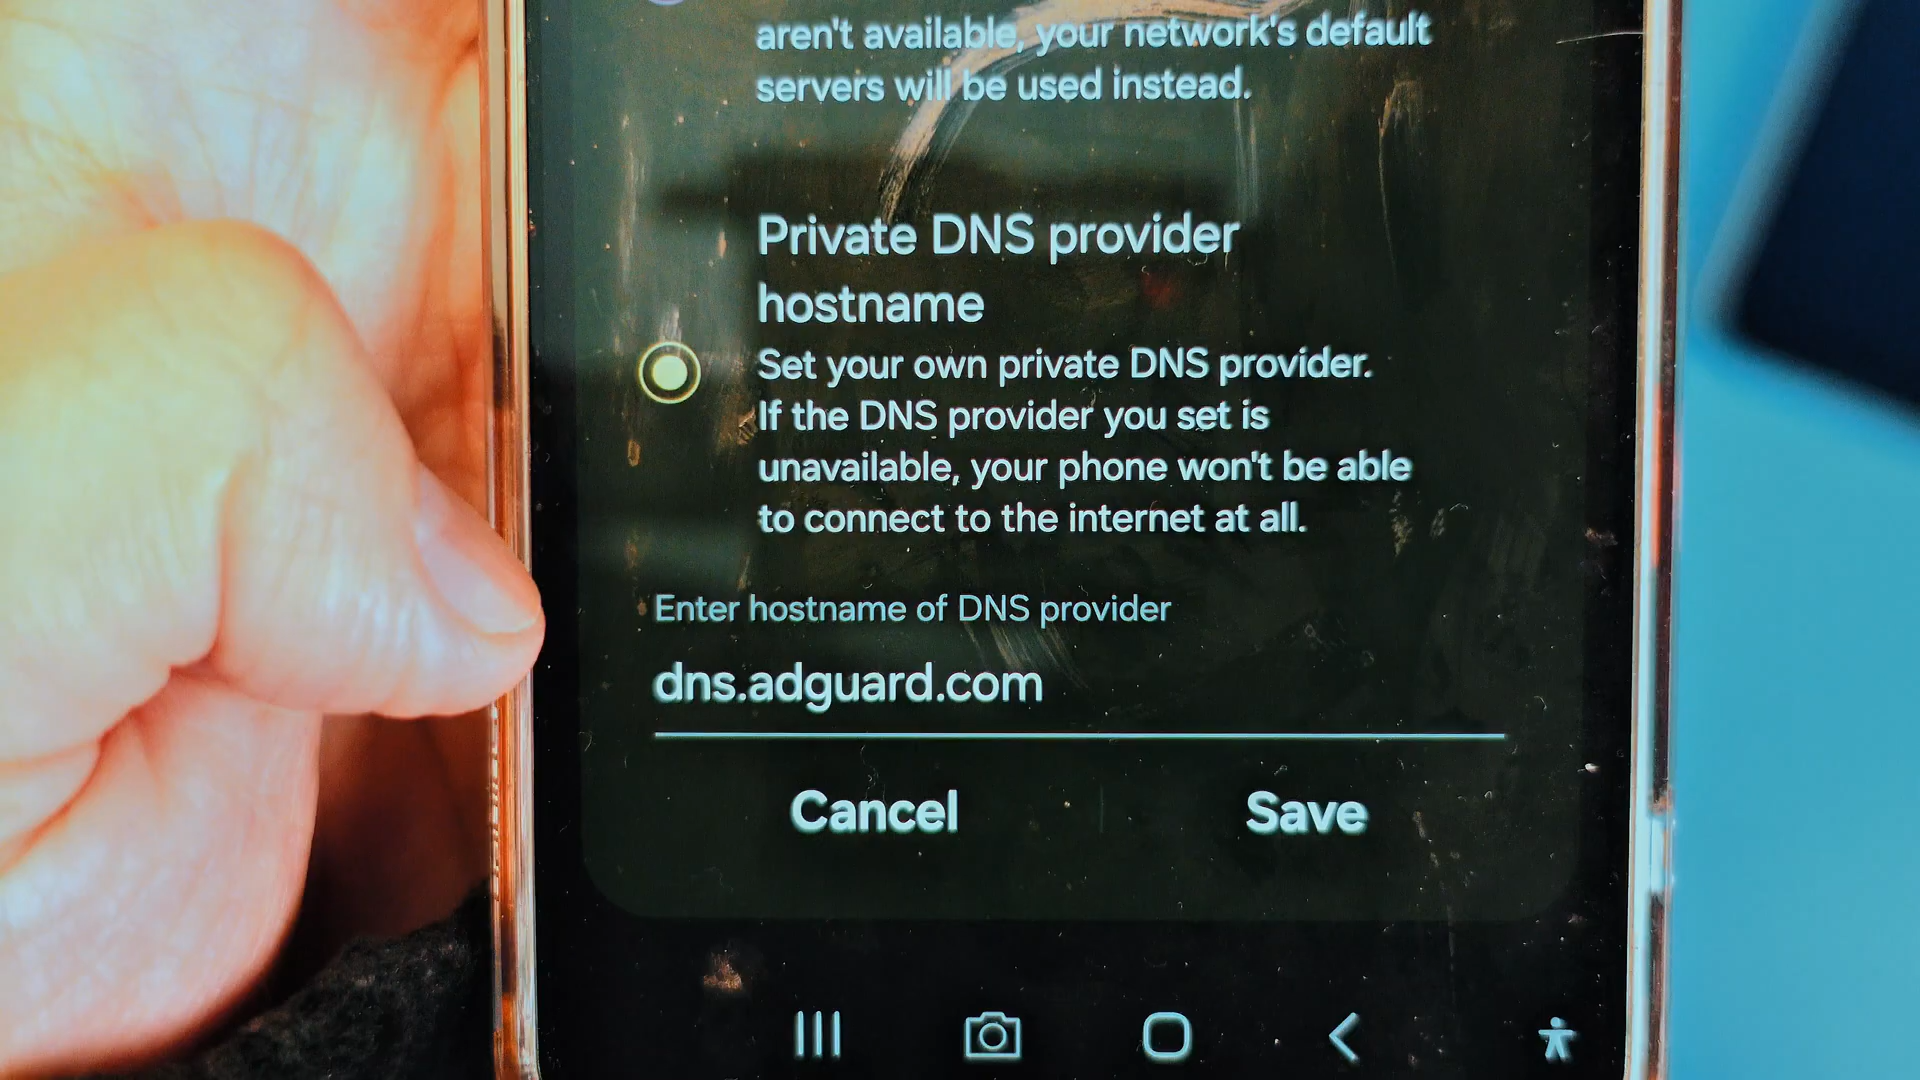 aren't available, your network's default
servers will be used instead.
Private DNS provider
hostname
Set your own private DNS provider.
If the DNS provider you set is
unavailable, your phone won't be able
to connect to the internet at all.
Enter hostname of DNS provider
dns.adguard.com
Cancel Save